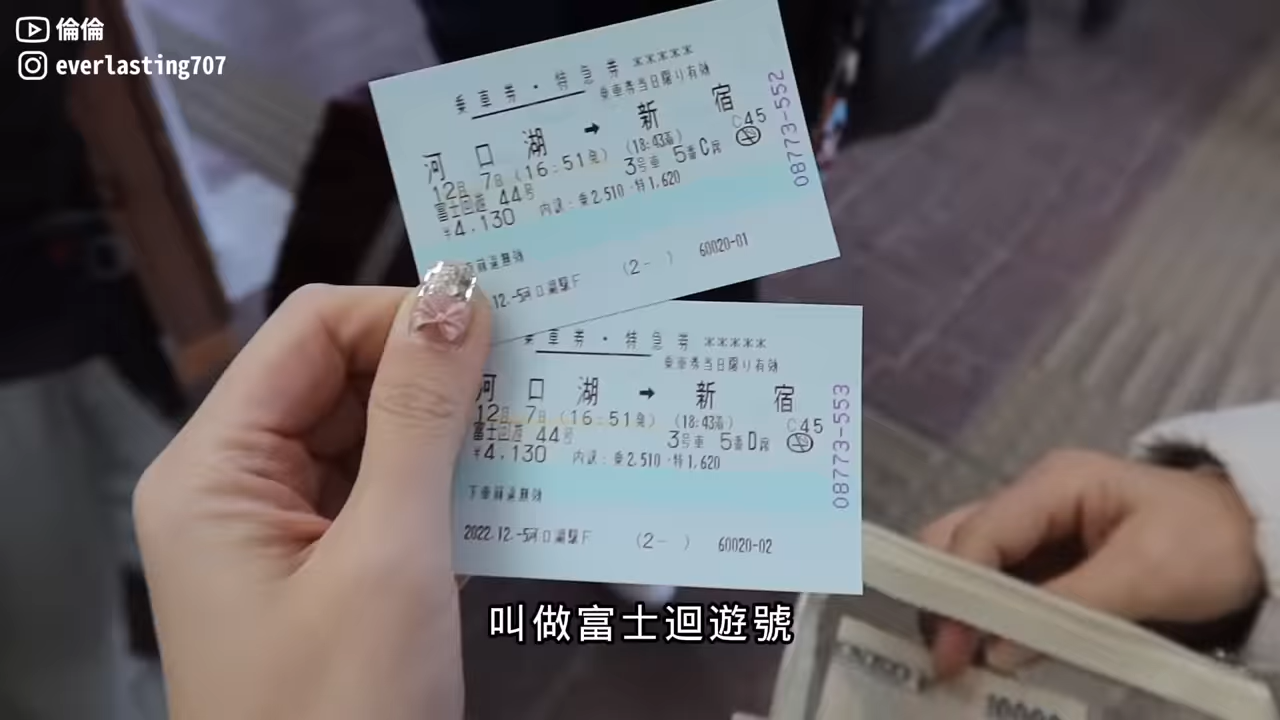 倫倫
everlasting707
乗車券・特急券 ×××××
乗車券当日限り有効
河口湖 → 新宿
12月 7日 (16:51発) (18:43着) C45
富士回遊 44号 3号車 5番C席
¥4,130 内訳:乗2,510・特1,620
60020-01 (2- )
08773-552
乗車券・特急券 ×××××
乗車券当日限り有効
河口湖 → 新宿
12月 7日 (16:51発) (18:43着) C45
富士回遊 44号 3号車 5番D席
¥4,130 内訳:乗2,510・特1,620
下車前途無効
2022.12.-5河口湖駅F (2- ) 60020-02
08773-553
叫做富士迴遊號
10000